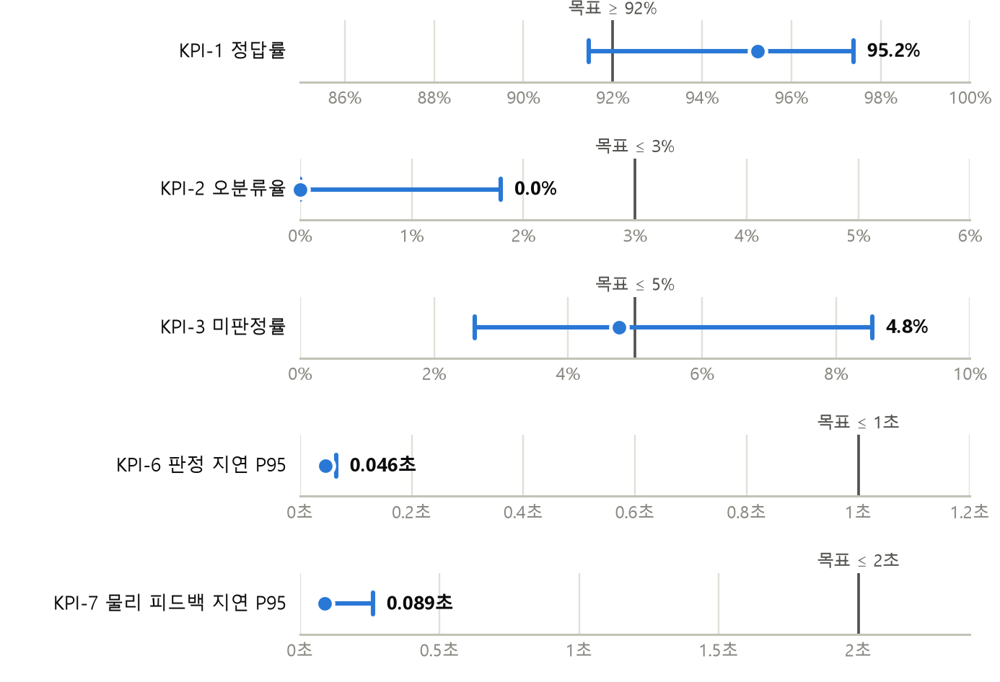 목표 ≥ 92%
KPI-1 정답률
95.2%
86% 88% 90% 92% 94% 96% 98% 100%
목표 ≤ 3%
KPI-2 오분류율
0.0%
0% 1% 2% 3% 4% 5% 6%
목표 ≤ 5%
KPI-3 미판정률
4.8%
0% 2% 4% 6% 8% 10%
목표 ≤ 1초
KPI-6 판정 지연 P95
0.046초
0초 0.2초 0.4초 0.6초 0.8초 1초 1.2초
목표 ≤ 2초
KPI-7 물리 피드백 지연 P95
0.089초
0초 0.5초 1초 1.5초 2초